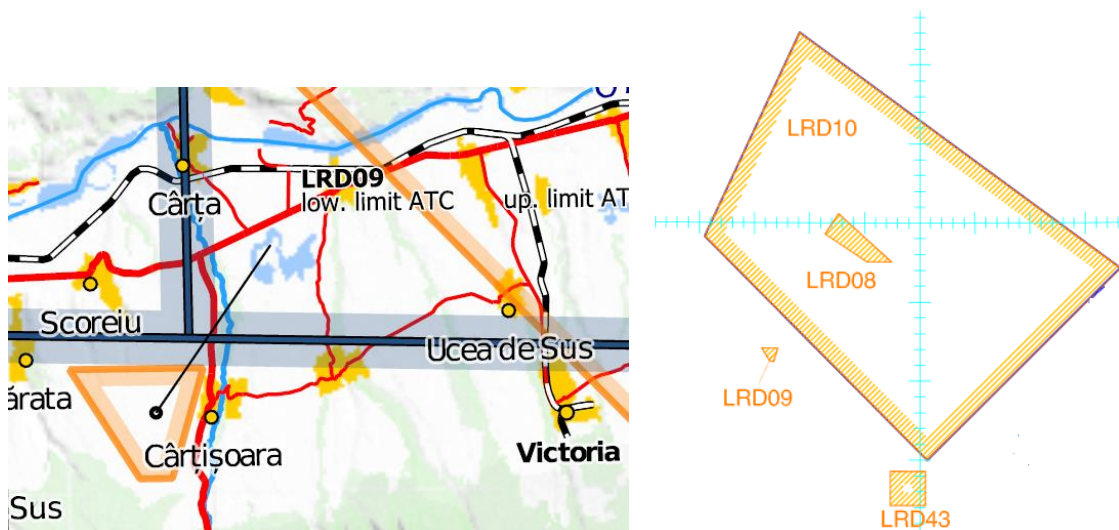 LRD09
low. limit ATC
up. limit AT
Cârța
Scoreiu
Ucea de Sus
ărata
Cârtișoara
Victoria
Sus
LRD10
LRD08
LRD09
LRD43